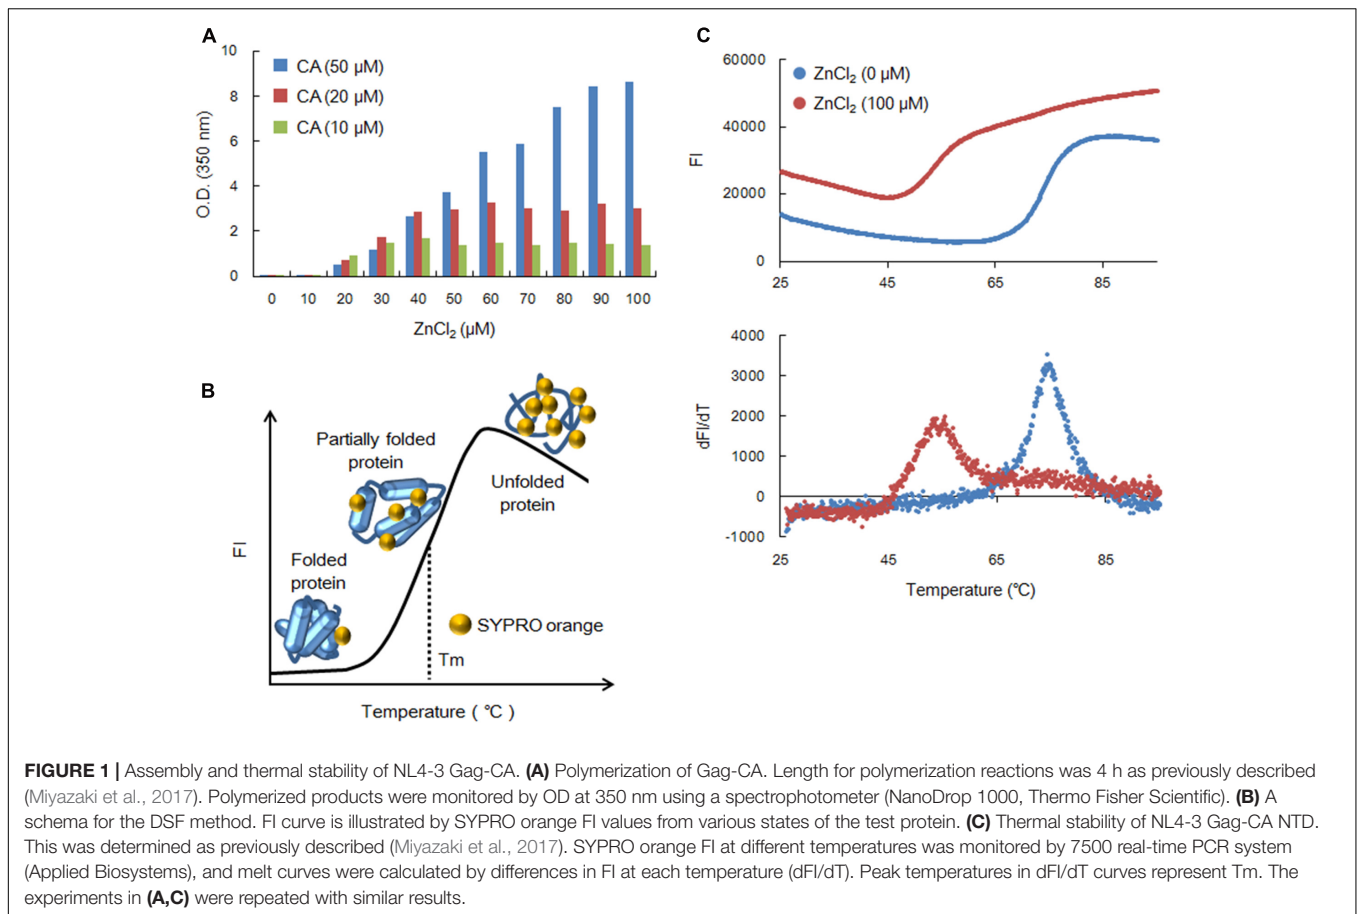 A
10
8
6
4
2
0
O.D. (350 nm)
CA (50 µM)
CA (20 µM)
CA (10 µM)
0 10 20 30 40 50 60 70 80 90 100
ZnCl2 (µM)
B
FI
Partially folded
protein
Folded
protein
Unfolded
protein
SYPRO orange
Tm
Temperature ( °C )
C
60000
40000
20000
0
FI
ZnCl2 (0 µM)
ZnCl2 (100 µM)
25 45 65 85
4000
3000
2000
1000
0
-1000
dFI/dT
25 45 65 85
Temperature (°C)
FIGURE 1 | Assembly and thermal stability of NL4-3 Gag-CA. (A) Polymerization of Gag-CA. Length for polymerization reactions was 4 h as previously described
(Miyazaki et al., 2017). Polymerized products were monitored by OD at 350 nm using a spectrophotometer (NanoDrop 1000, Thermo Fisher Scientific). (B) A
schema for the DSF method. FI curve is illustrated by SYPRO orange FI values from various states of the test protein. (C) Thermal stability of NL4-3 Gag-CA NTD.
This was determined as previously described (Miyazaki et al., 2017). SYPRO orange FI at different temperatures was monitored by 7500 real-time PCR system
(Applied Biosystems), and melt curves were calculated by differences in FI at each temperature (dFI/dT). Peak temperatures in dFI/dT curves represent Tm. The
experiments in (A,C) were repeated with similar results.